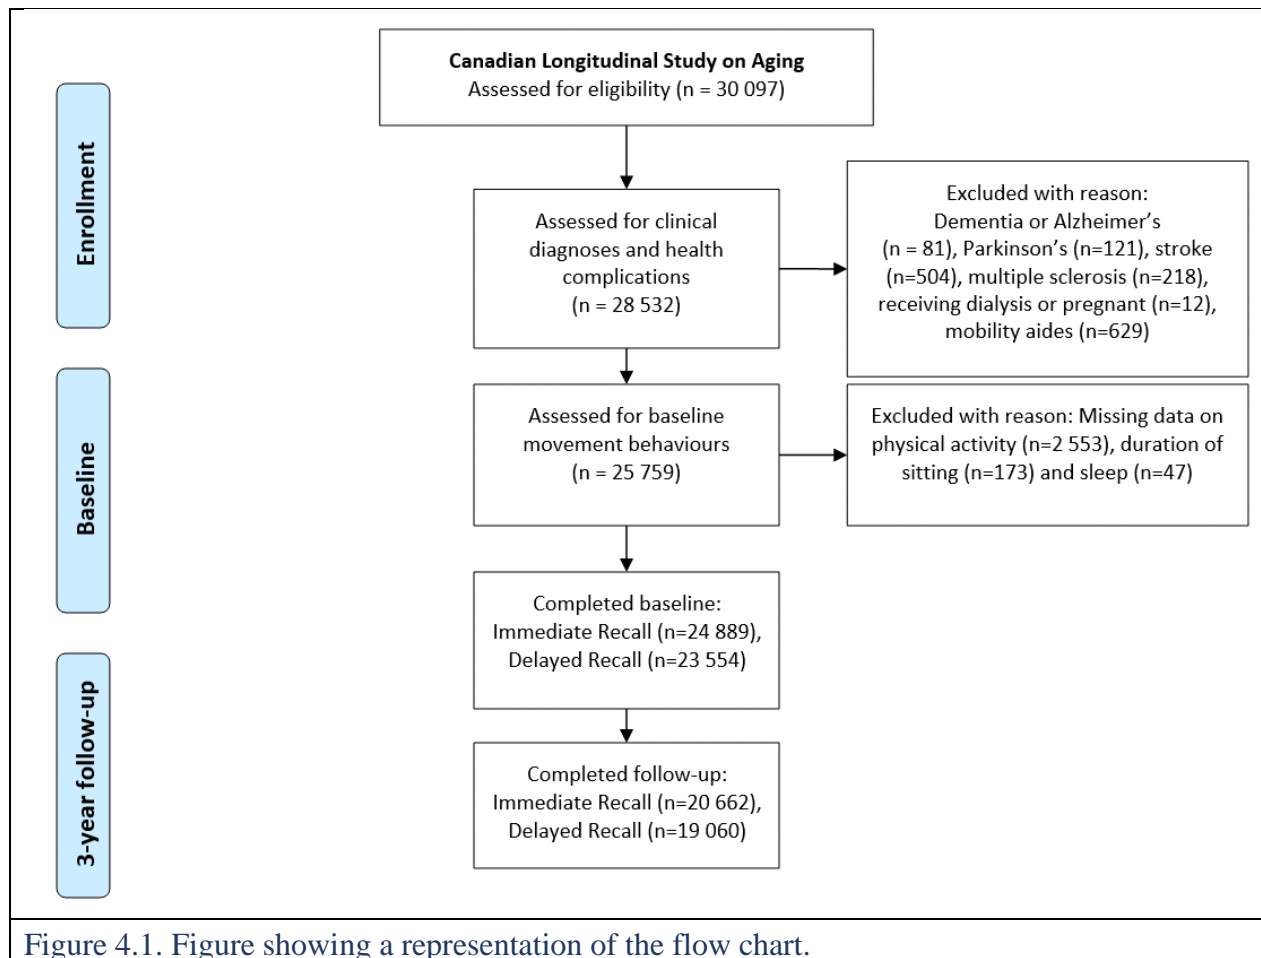 Canadian Longitudinal Study on Aging
Assessed for eligibility (n = 30 097)
Enrollment
Assessed for clinical
diagnoses and health
complications
(n = 28 532)
Excluded with reason:
Dementia or Alzheimer’s
(n = 81), Parkinson’s (n=121), stroke
(n=504), multiple sclerosis (n=218),
receiving dialysis or pregnant (n=12),
mobility aides (n=629)
Baseline
Assessed for baseline
movement behaviours
(n = 25 759)
Excluded with reason: Missing data on
physical activity (n=2 553), duration of
sitting (n=173) and sleep (n=47)
Completed baseline:
Immediate Recall (n=24 889),
Delayed Recall (n=23 554)
3-year follow-up
Completed follow-up:
Immediate Recall (n=20 662),
Delayed Recall (n=19 060)
Figure 4.1. Figure showing a representation of the flow chart.